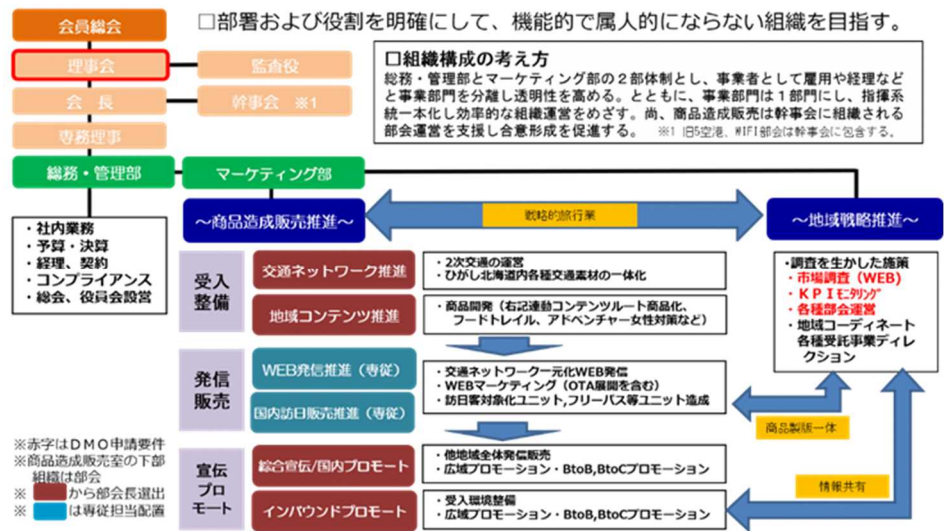 □部署および役割を明確にして、機能的で属人的にならない組織を目指す。
会員総会
理事会
監査役
会 長
幹事会 ※1
専務理事
□組織構成の考え方
総務・管理部とマーケティング部の２部体制とし、事業者として雇用や経理など
と事業部門を分離し透明性を高める。とともに、事業部門は１部門にし、指揮系
統一本化し効率的な組織運営をめざす。尚、商品造成販売は幹事会に組織される
部会運営を支援し合意形成を促進する。 ※1 旧5空港、WIFI部会は幹事会に包含する。
総務・管理部
マーケティング部
・社内業務
・予算・決算
・経理、契約
・コンプライアンス
・総会、役員会設営
～商品造成販売推進～
戦略的旅行業
～地域戦略推進～
受入
整備
交通ネットワーク推進
・2次交通の運営
・ひがし北海道内各種交通素材の一体化
地域コンテンツ推進
・商品開発（右記連動コンテンツルート商品化、
フードトレイル、アドベンチャー女性対策など）
・調査を生かした施策
・市場調査（WEB）
・ＫＰＩモニタリング
・各種部会運営
・地域コーディネート
各種受託事業ディレ
クション
発信
販売
WEB発信推進（専従）
国内訪日販売推進（専従）
・交通ネットワーク一元化WEB発信
・WEBマーケティング（OTA展開を含む）
・訪日客対象化ユニット,フリーパス等ユニット造成
商品製販一体
宣伝
プロ
モート
総合宣伝/国内プロモート
・他地域全体発信販売
・広域プロモーション・BtoB,BtoCプロモーション
インバウンドプロモート
・受入環境整備
・広域プロモーション・BtoB,BtoCプロモーション
情報共有
※赤字はＤＭＯ申請要件
※商品造成販売室の下部
組織は部会
※ から部会長選出
※ は専従担当配置